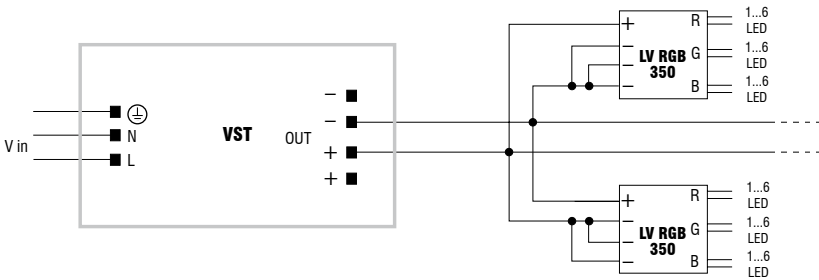 V in
N
L
VST
OUT
−
−
+
+
+
−
−
−
LV RGB
350
R
G
B
1...6
LED
1...6
LED
1...6
LED
+
−
−
−
LV RGB
350
R
G
B
1...6
LED
1...6
LED
1...6
LED